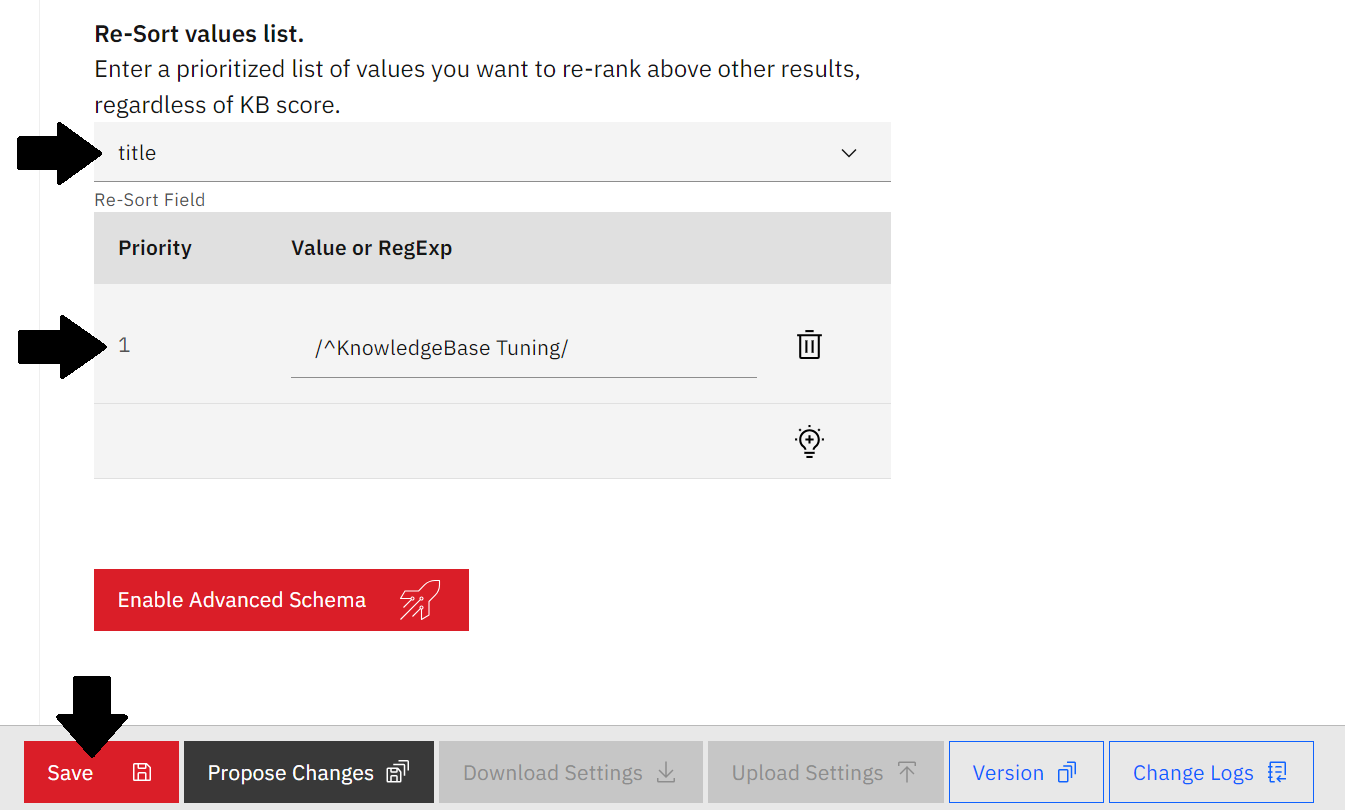 Re-Sort values list.
Enter a prioritized list of values you want to re-rank above other results,
regardless of KB score.
title
Re-Sort Field
Priority Value or RegExp
1 /^KnowledgeBase Tuning/
Enable Advanced Schema
Save Propose Changes Download Settings Upload Settings Version Change Logs